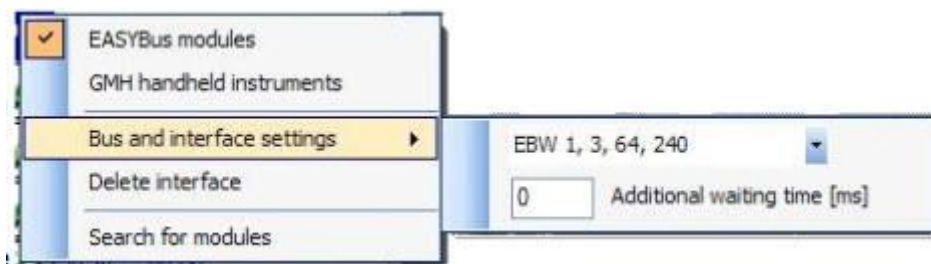 EASYBus modules
GMH handheld instruments
Bus and interface settings
EBW 1, 3, 64, 240
Delete interface
0 Additional waiting time [ms]
Search for modules